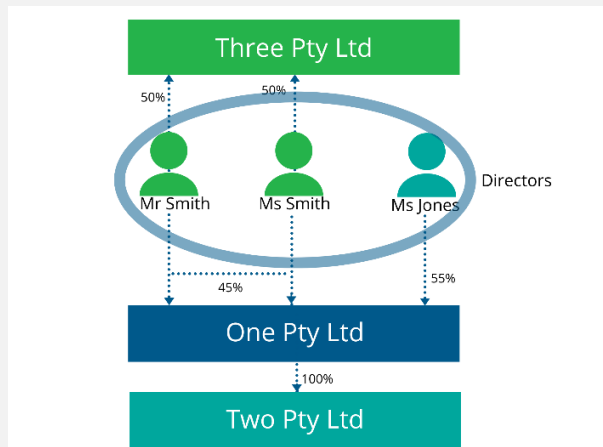 Three Pty Ltd
50%
50%
Directors
Mr Smith
Ms Smith
Ms Jones
45%
55%
One Pty Ltd
100%
Two Pty Ltd